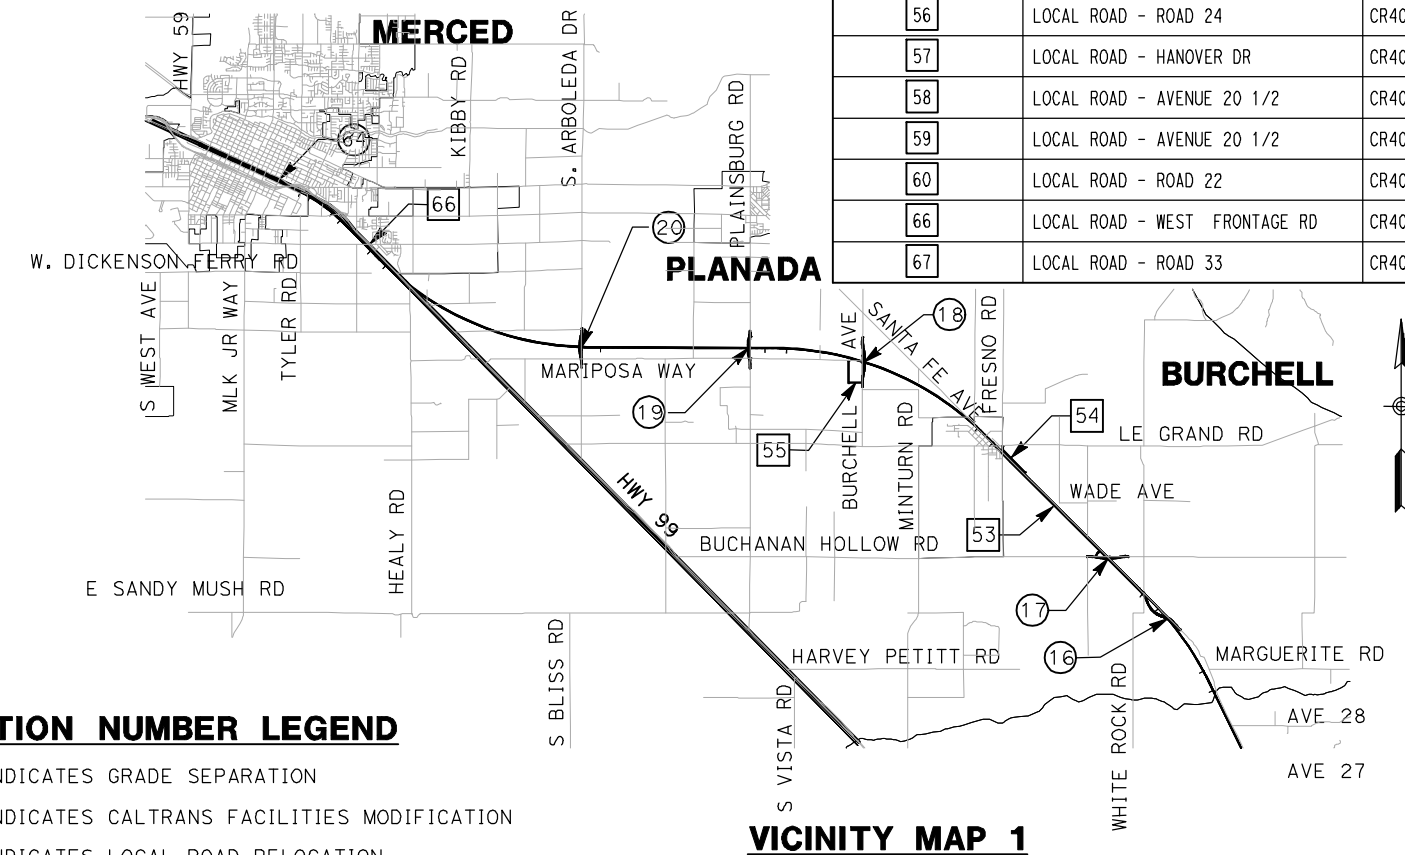 HWY 59
MERCED
KIBBY RD
S. ARBOLEDA DR
PLAINSBURG RD
56 LOCAL ROAD - ROAD 24 CR40
57 LOCAL ROAD - HANOVER DR CR40
58 LOCAL ROAD - AVENUE 20 1/2 CR40
59 LOCAL ROAD - AVENUE 20 1/2 CR40
60 LOCAL ROAD - ROAD 22 CR40
66 LOCAL ROAD - WEST FRONTAGE RD CR40
67 LOCAL ROAD - ROAD 33 CR40
64
66
20
W. DICKENSON FERRY RD
PLANADA
S WEST AVE
MLK JR WAY
TYLER RD
MARIPOSA WAY
BURCHELL AVE
SANTA FE AVE
18
FRESNO RD
BURCHELL
19
55
54
LE GRAND RD
MINTURN RD
WADE AVE
HWY 99
53
BUCHANAN HOLLOW RD
HEALY RD
E SANDY MUSH RD
17
16
S BLISS RD
HARVEY PETITT RD
MARGUERITE RD
S VISTA RD
WHITE ROCK RD
AVE 28
AVE 27
TION NUMBER LEGEND
NDICATES GRADE SEPARATION
NDICATES CALTRANS FACILITIES MODIFICATION
NDICATES LOCAL ROAD RELOCATION
VICINITY MAP 1